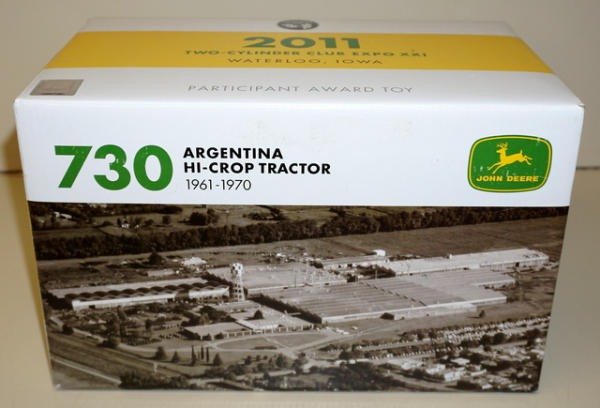 2011
TWO-CYLINDER CLUB EXPO XXI
WATERLOO, IOWA
PARTICIPANT AWARD TOY
730
ARGENTINA
HI-CROP TRACTOR
1961-1970
JOHN DEERE